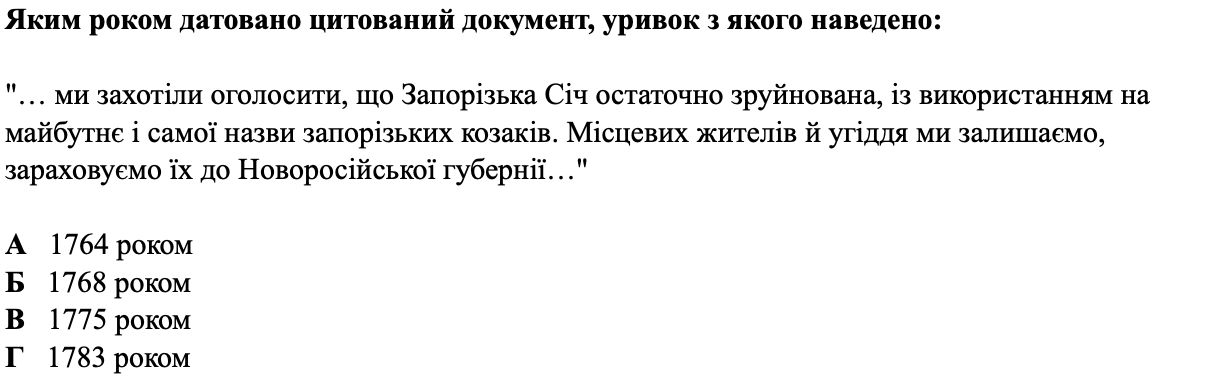 Яким роком датовано цитований документ, уривок з якого наведено:
"… ми захотіли оголосити, що Запорізька Січ остаточно зруйнована, із використанням на
майбутнє і самої назви запорізьких козаків. Місцевих жителів й угіддя ми залишаємо,
зараховуємо їх до Новоросійської губернії…"
А 1764 роком
Б 1768 роком
В 1775 роком
Г 1783 роком